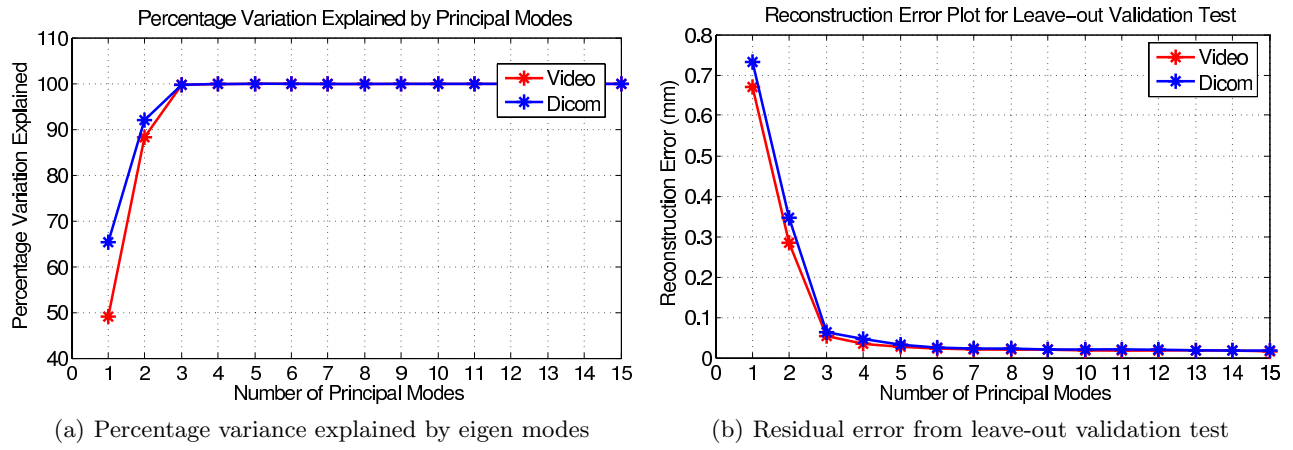 Percentage Variation Explained by Principal Modes
110
100
90
80
70
60
50
40
Percentage Variation Explained
Video
Dicom
0 1 2 3 4 5 6 7 8 9 10 11 12 13 14 15
Number of Principal Modes
(a) Percentage variance explained by eigen modes
Reconstruction Error Plot for Leave-out Validation Test
0.8
0.7
0.6
0.5
0.4
0.3
0.2
0.1
0
Reconstruction Error (mm)
Video
Dicom
0 1 2 3 4 5 6 7 8 9 10 11 12 13 14 15
Number of Principal Modes
(b) Residual error from leave-out validation test